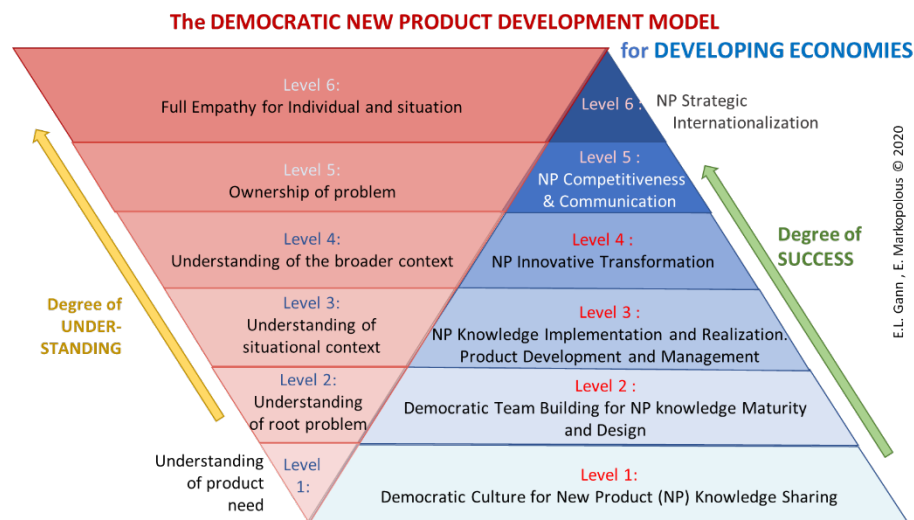 The DEMOCRATIC NEW PRODUCT DEVELOPMENT MODEL
for DEVELOPING ECONOMIES
Level 6:
Full Empathy for Individual and situation
Level 5:
Ownership of problem
Level 4:
Understanding of the broader context
Level 3:
Understanding of
situational context
Level 2:
Understanding
of root problem
Level
1:
Understanding
of product
need
Degree of
UNDER-
STANDING
Level 6 :
NP Strategic
Internationalization
Level 5 :
NP Competitiveness
& Communication
Level 4 :
NP Innovative Transformation
Level 3 :
NP Knowledge Implementation and Realization.
Product Development and Management
Level 2 :
Democratic Team Building for NP knowledge Maturity
and Design
Level 1:
Democratic Culture for New Product (NP) Knowledge Sharing
Degree of
SUCCESS
E.L. Gann , E. Markopolous © 2020